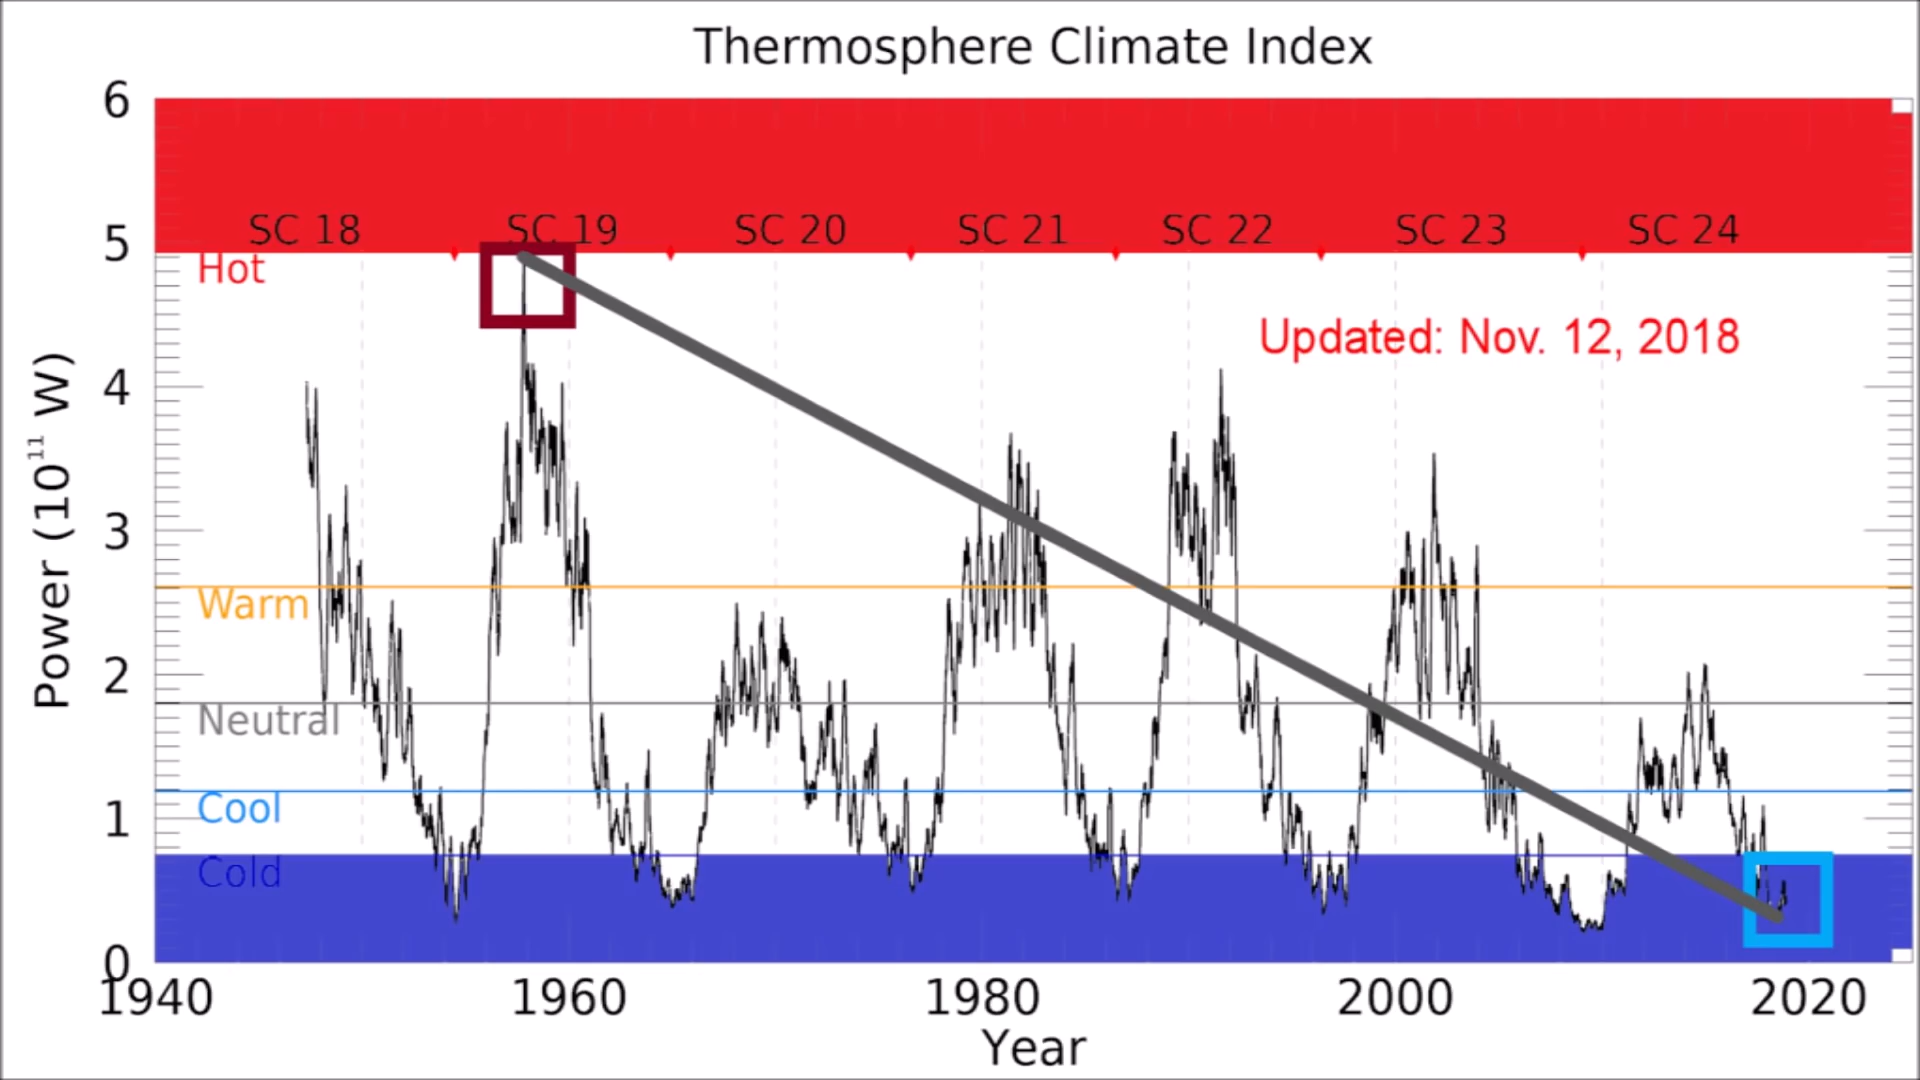 Thermosphere Climate Index
6
SC 18 SC 19 SC 20 SC 21 SC 22 SC 23 SC 24
5
Hot
Updated: Nov. 12, 2018
4
Power (10¹¹ W)
3
Warm
2
Neutral
Cool
1
Cold
0
1940 1960 1980 2000 2020
Year